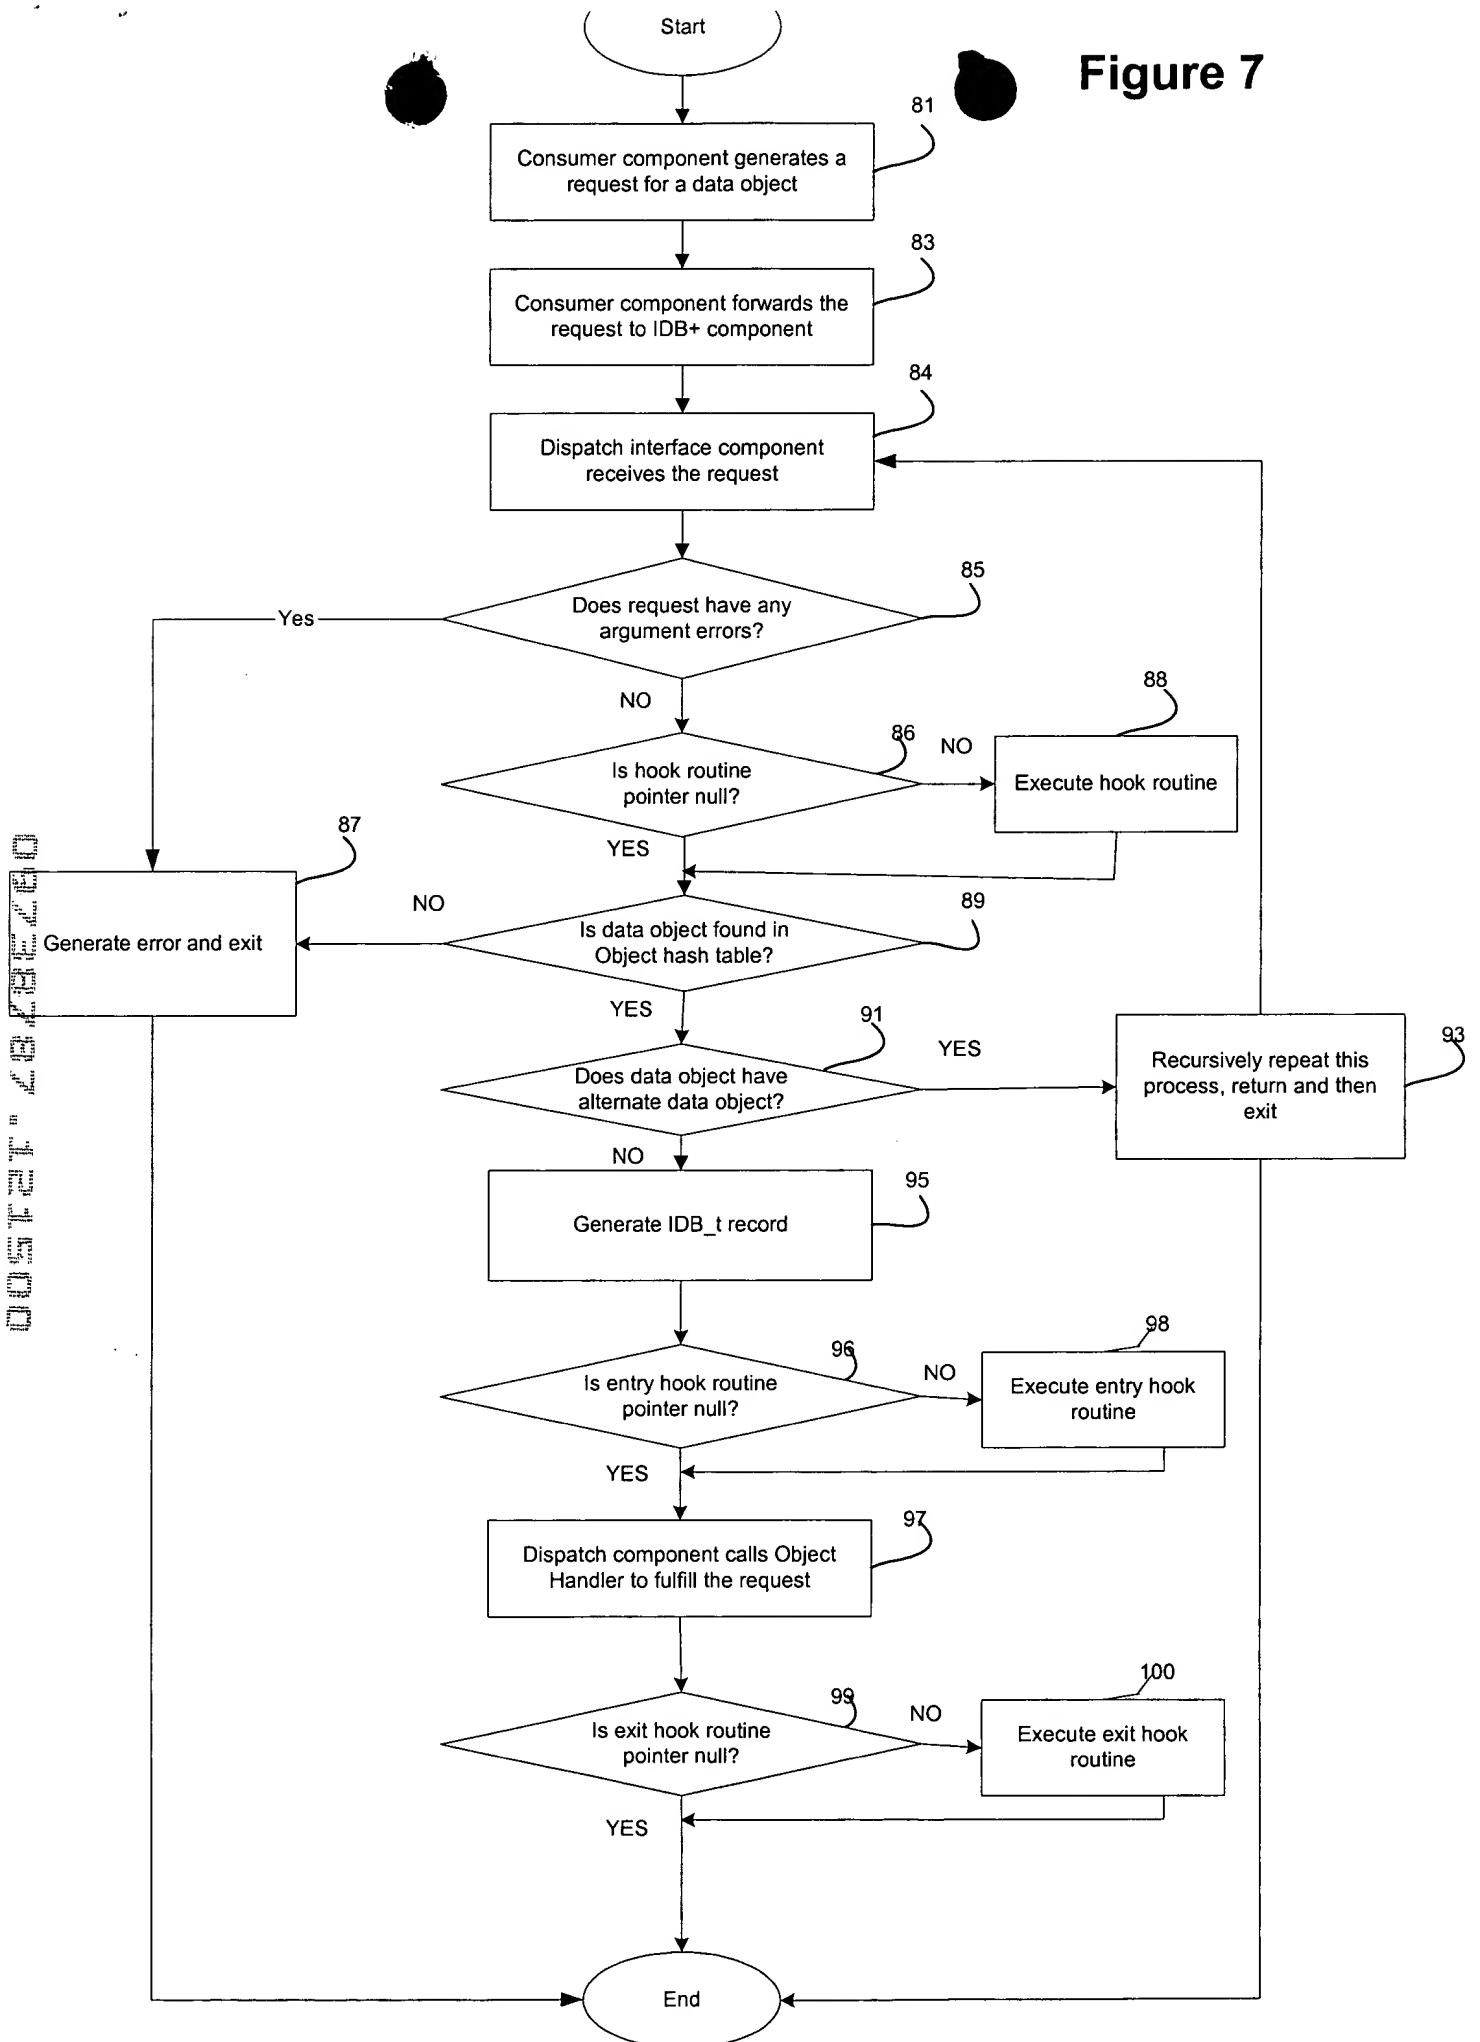 Start
Figure 7
81
Consumer component generates a
request for a data object
83
Consumer component forwards the
request to IDB+ component
84
Dispatch interface component
receives the request
85
Does request have any
argument errors?
Yes
NO
88
86
NO
Is hook routine
pointer null?
Execute hook routine
YES
87
NO
89
Is data object found in
Object hash table?
Generate error and exit
YES
91
YES
Does data object have
alternate data object?
93
Recursively repeat this
process, return and then
exit
NO
95
Generate IDB_t record
98
96
NO
Is entry hook routine
pointer null?
Execute entry hook
routine
YES
97
Dispatch component calls Object
Handler to fulfill the request
100
99
NO
Is exit hook routine
pointer null?
Execute exit hook
routine
YES
End
09738787.121500